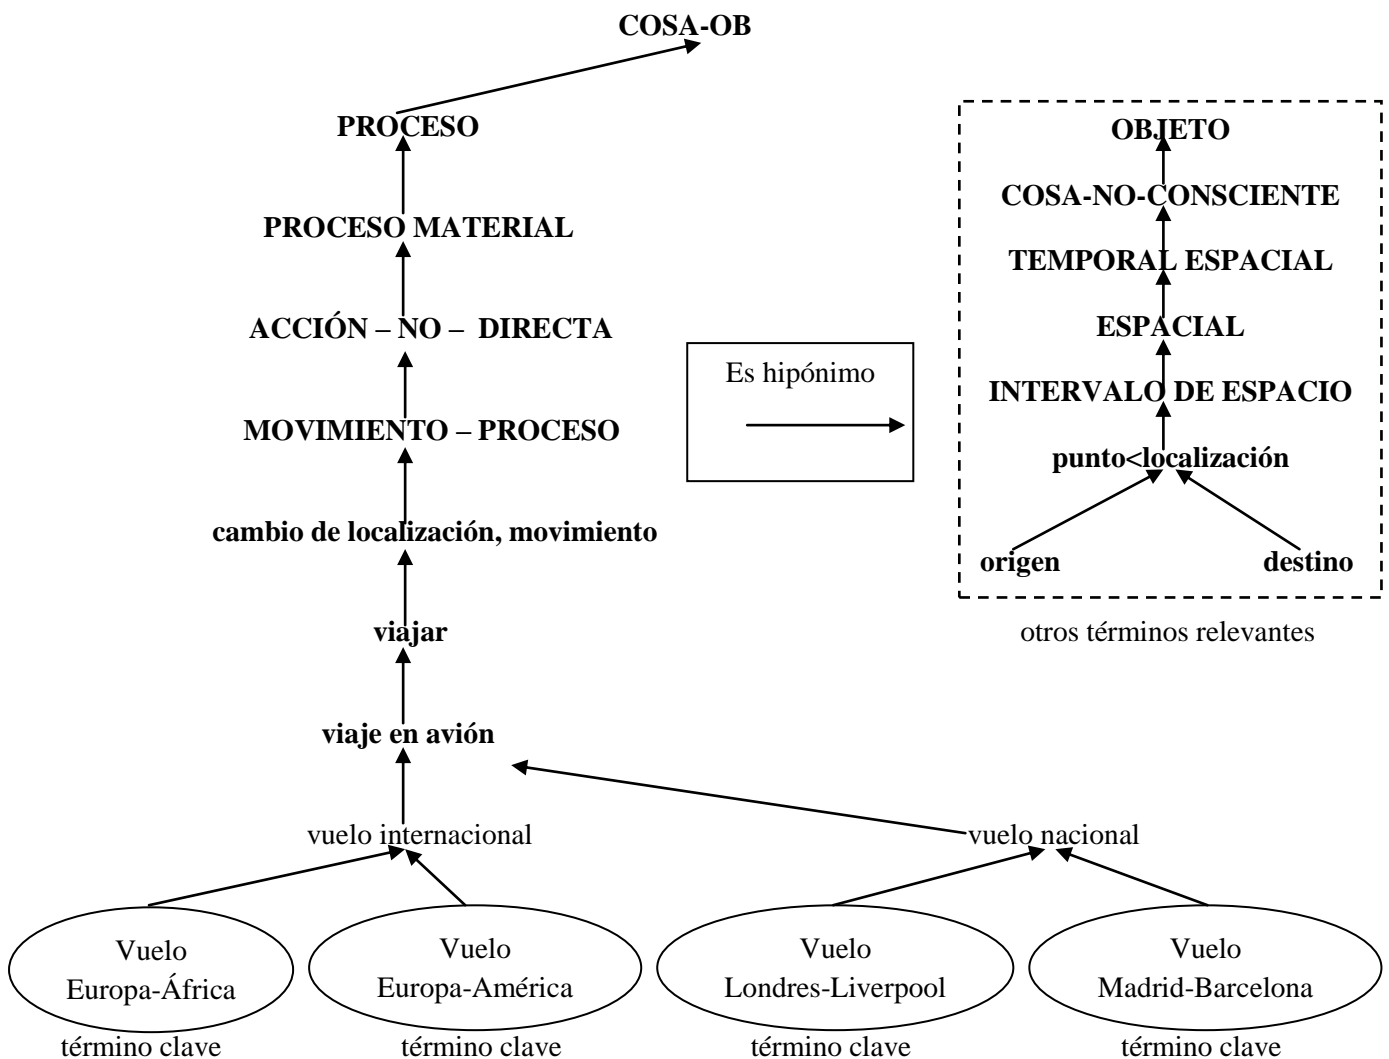 COSA-OB
PROCESO
PROCESO MATERIAL
ACCIÓN – NO – DIRECTA
MOVIMIENTO – PROCESO
cambio de localización, movimiento
viajar
viaje en avión
vuelo internacional
vuelo nacional
Vuelo
Europa-África
término clave
Vuelo
Europa-América
término clave
Vuelo
Londres-Liverpool
término clave
Vuelo
Madrid-Barcelona
término clave
Es hipónimo
OBJETO
COSA-NO-CONSCIENTE
TEMPORAL ESPACIAL
ESPACIAL
INTERVALO DE ESPACIO
punto<localización
origen
destino
otros términos relevantes